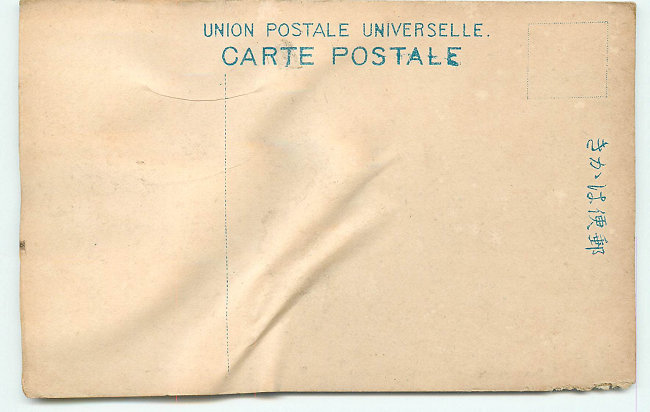 UNION POSTALE UNIVERSELLE.
CARTE POSTALE
きかは便郵